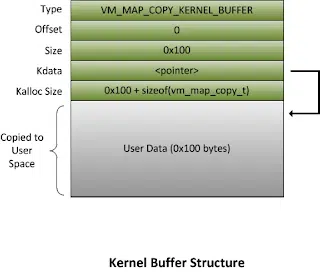 Type VM_MAP_COPY_KERNEL_BUFFER
Offset 0
Size 0x100
Kdata <pointer>
Kalloc Size 0x100 + sizeof(vm_map_copy_t)
Copied to
User
Space
User Data (0x100 bytes)
Kernel Buffer Structure